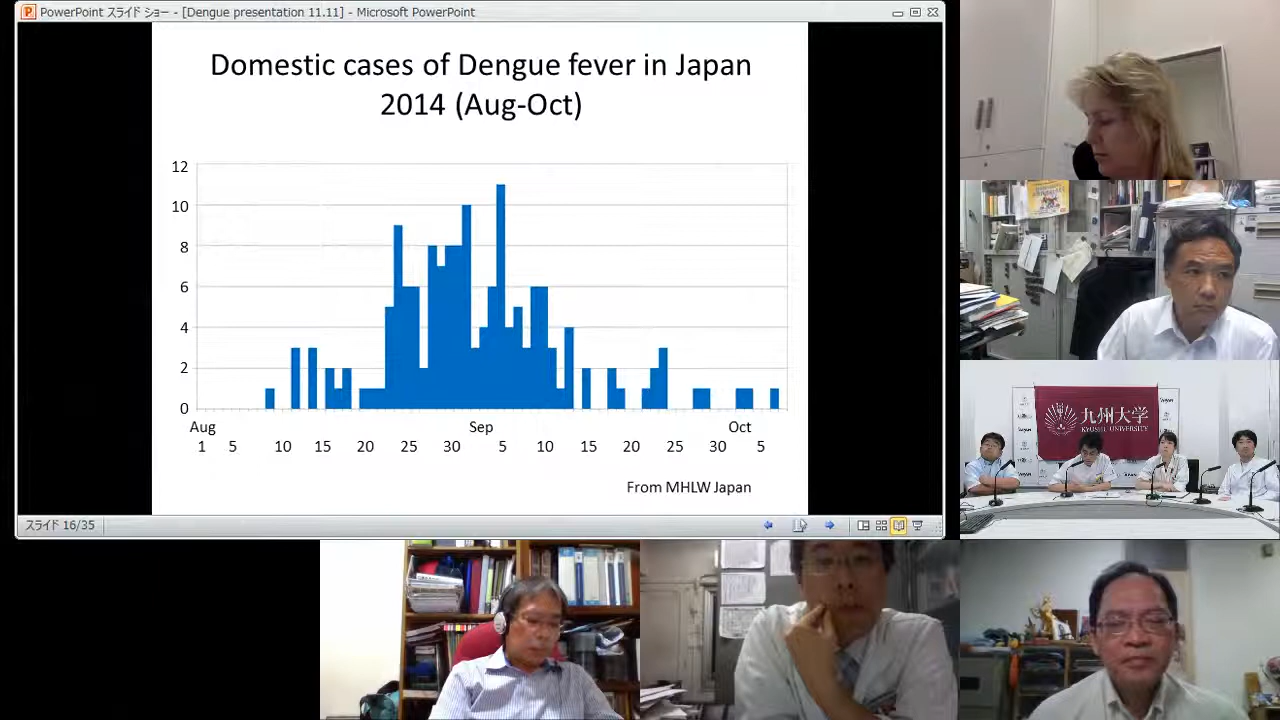 PowerPoint スライド ショー - [Dengue presentation 11.11] - Microsoft PowerPoint
Domestic cases of Dengue fever in Japan
2014 (Aug-Oct)
12
10
8
6
4
2
0
Aug Sep Oct
1 5 10 15 20 25 30 5 10 15 20 25 30 5
From MHLW Japan
スライド 16/35
九州大学
KYUSHU UNIVERSITY